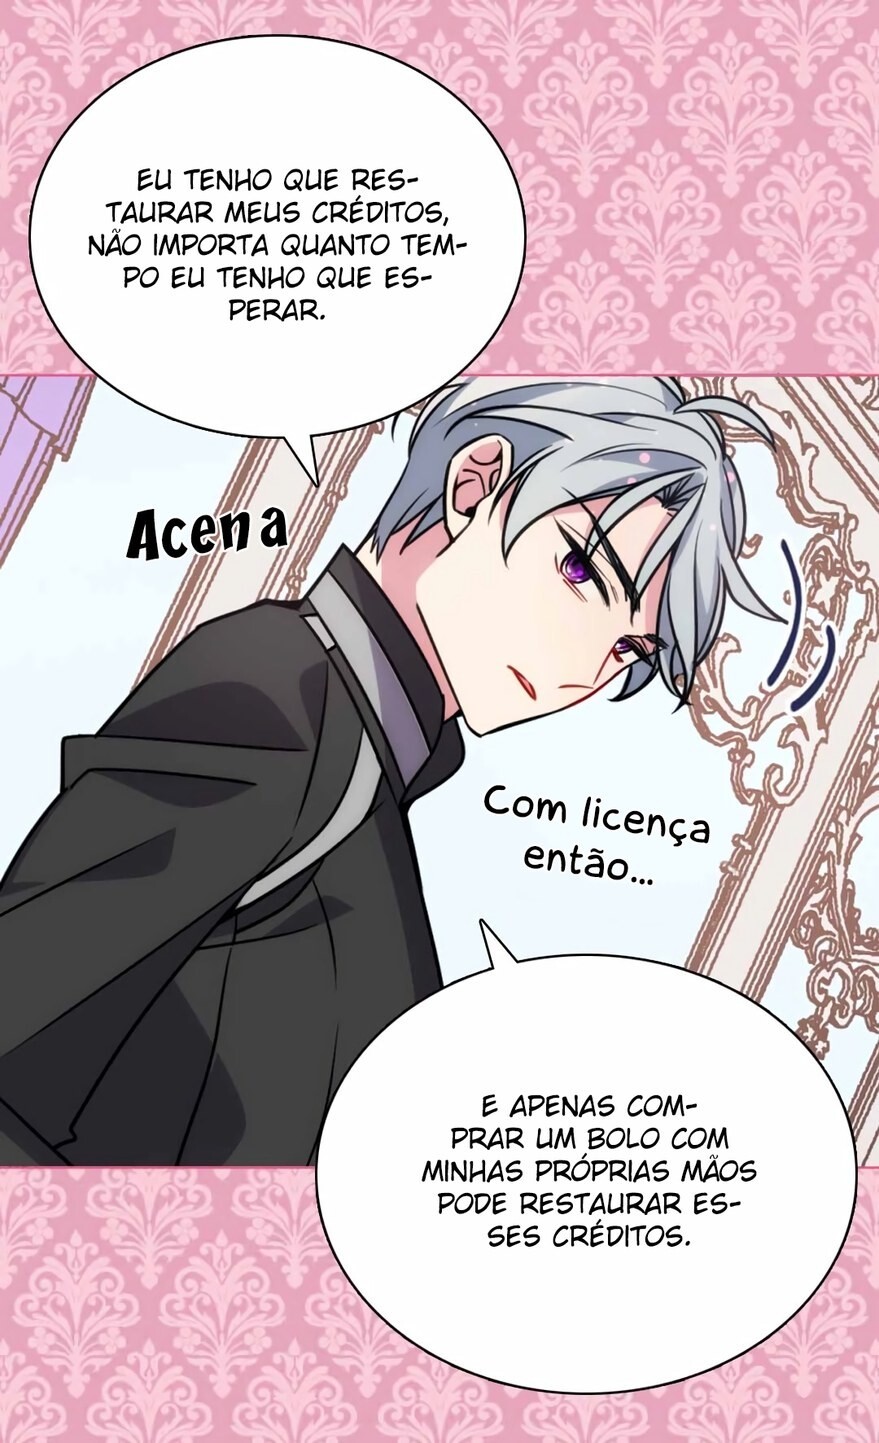 EU TENHO QUE RES-
TAURAR MEUS CRÉDITOS,
NÃO IMPORTA QUANTO TEM-
PO EU TENHO QUE ES-
PERAR.
Acena
Com licença
então...
E APENAS COM-
PRAR UM BOLO COM
MINHAS PRÓPRIAS MÃOS
PODE RESTAURAR ES-
SES CRÉDITOS.